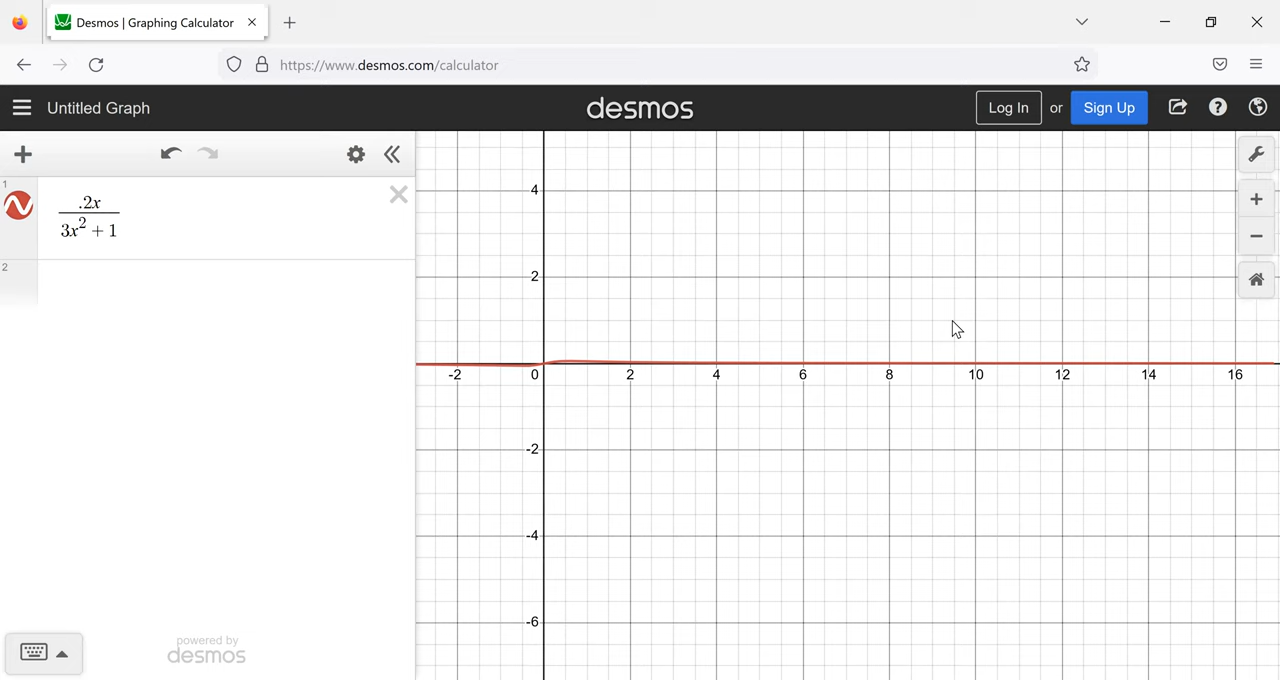 Desmos | Graphing Calculator
https://www.desmos.com/calculator
Untitled Graph
desmos
Log In or Sign Up
1
.2x
3x² + 1
2
powered by
desmos
4
2
-2 0 2 4 6 8 10 12 14 16
-2
-4
-6